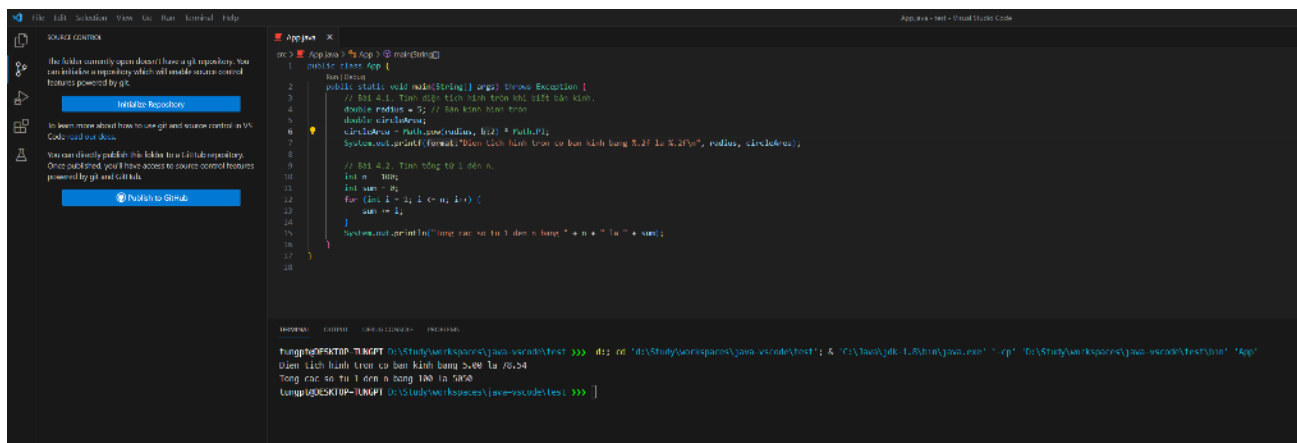 File Edit Selection View Go Run Terminal Help
App.java - test - Visual Studio Code
SOURCE CONTROL
The folder currently open doesn't have a git repository. You
can initialize a repository which will enable source control
features powered by git.
Initialize Repository
To learn more about how to use git and source control in VS
Code read our docs.
You can directly publish this folder to a GitHub repository.
Once published, you'll have access to source control features
powered by git and GitHub.
Publish to GitHub
App.java ×
src > App.java > App > main(String[])
1 public class App {
Run | Debug
2 public static void main(String[] args) throws Exception {
3 // Bài 4.1. Tính diện tích hình tròn khi biết bán kính.
4 double radius = 5; // Bán kính hình tròn
5 double circleArea;
6 circleArea = Math.pow(radius, b:2) * Math.PI;
7 System.out.printf(format:"Dien tich hinh tron co ban kinh bang %.2f la %.2f\n", radius, circleArea);
8
9 // Bài 4.2. Tính tổng từ 1 đến n.
10 int n = 100;
11 int sum = 0;
12 for (int i = 1; i <= n; i++) {
13 sum += i;
14 }
15 System.out.println("Tong cac so tu 1 den n bang " + n + " la " + sum);
16 }
17 }
18
TERMINAL OUTPUT DEBUG CONSOLE PROBLEMS
tungpt@DESKTOP-TUNGPT D:\Study\workspaces\java-vscode\test >>> d:; cd 'd:\Study\workspaces\java-vscode\test'; & 'C:\Java\jdk-1.8\bin\java.exe' '-cp' 'D:\Study\workspaces\java-vscode\test\bin' 'App'
Dien tich hinh tron co ban kinh bang 5.00 la 78.54
Tong cac so tu 1 den n bang 100 la 5050
tungpt@DESKTOP-TUNGPT D:\Study\workspaces\java-vscode\test >>>